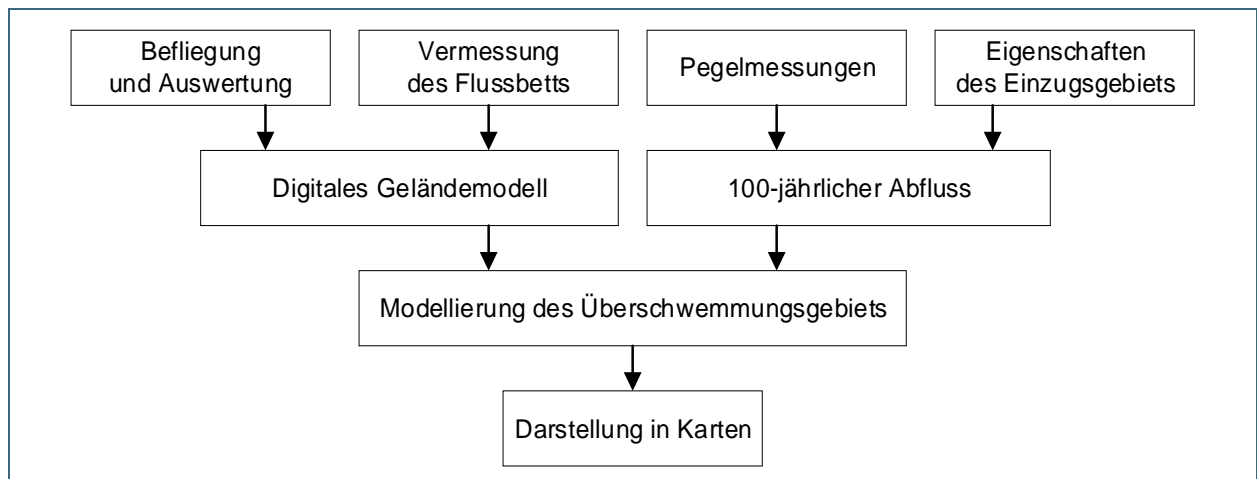 Befliegung
und Auswertung
Vermessung
des Flussbetts
Pegelmessungen
Eigenschaften
des Einzugsgebiets
Digitales Geländemodell
100-jährlicher Abfluss
Modellierung des Überschwemmungsgebiets
Darstellung in Karten